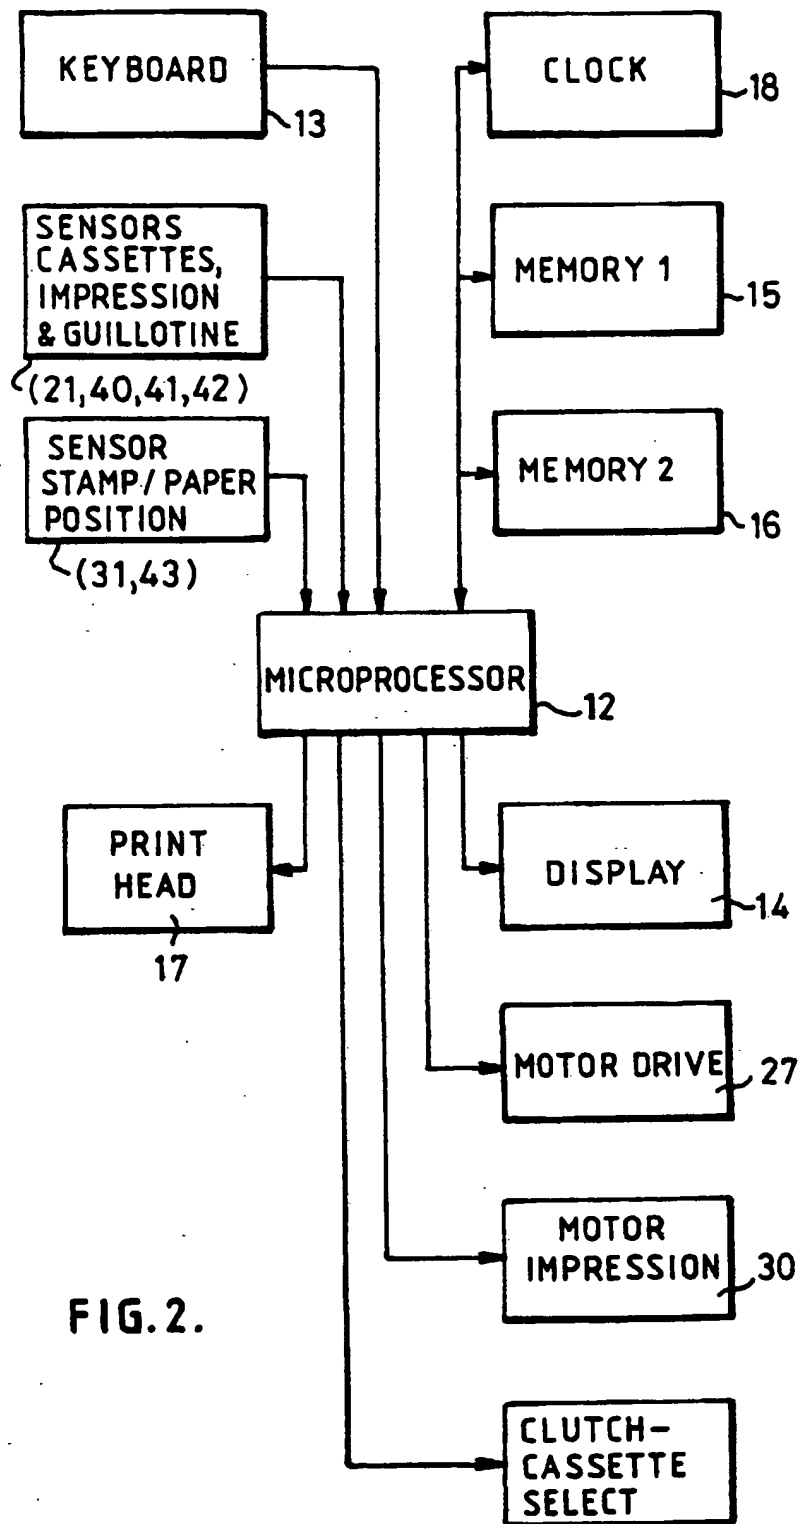 KEYBOARD
13
CLOCK
18
SENSORS
CASSETTES,
IMPRESSION
& GUILLOTINE
(21,40,41,42)
MEMORY 1
15
SENSOR
STAMP/PAPER
POSITION
(31,43)
MEMORY 2
16
MICROPROCESSOR
12
PRINT
HEAD
17
DISPLAY
14
MOTOR DRIVE
27
MOTOR
IMPRESSION
30
FIG.2.
CLUTCH-
CASSETTE
SELECT